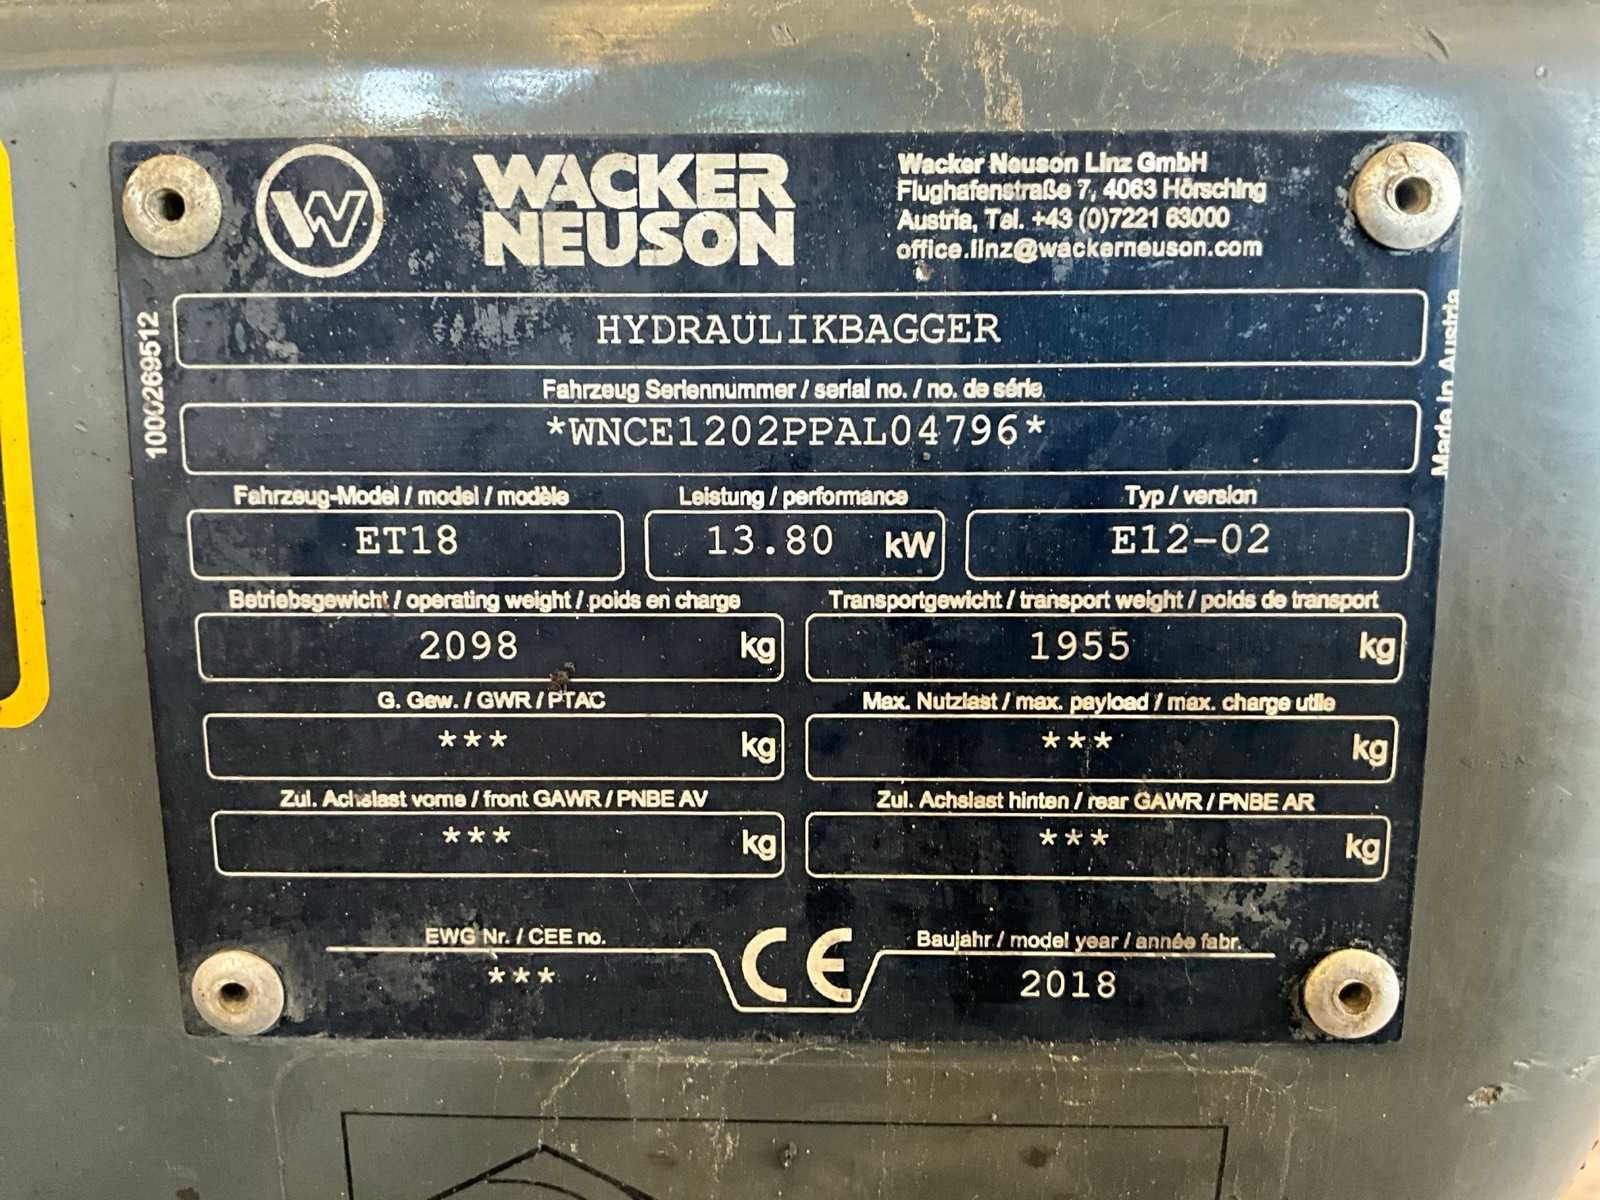 W
WACKER
NEUSON
Wacker Neuson Linz GmbH
Flughafenstraße 7, 4063 Hörsching
Austria, Tel. +43 (0)7221 63000
office.linz@wackerneuson.com
1000269512
Made in Austria
HYDRAULIKBAGGER
Fahrzeug Seriennummer / serial no. / no. de série
*WNCE1202PPAL04796*
Fahrzeug-Model / model / modèle
ET18
Leistung / performance
13.80 kW
Typ / version
E12-02
Betriebsgewicht / operating weight / poids en charge
2098 kg
Transportgewicht / transport weight / poids de transport
1955 kg
G. Gew. / GWR / PTAC
*** kg
Max. Nutzlast / max. payload / max. charge utile
*** kg
Zul. Achslast vorne / front GAWR / PNBE AV
*** kg
Zul. Achslast hinten / rear GAWR / PNBE AR
*** kg
EWG Nr. / CEE no.
***
CE
Baujahr / model year / année fabr.
2018